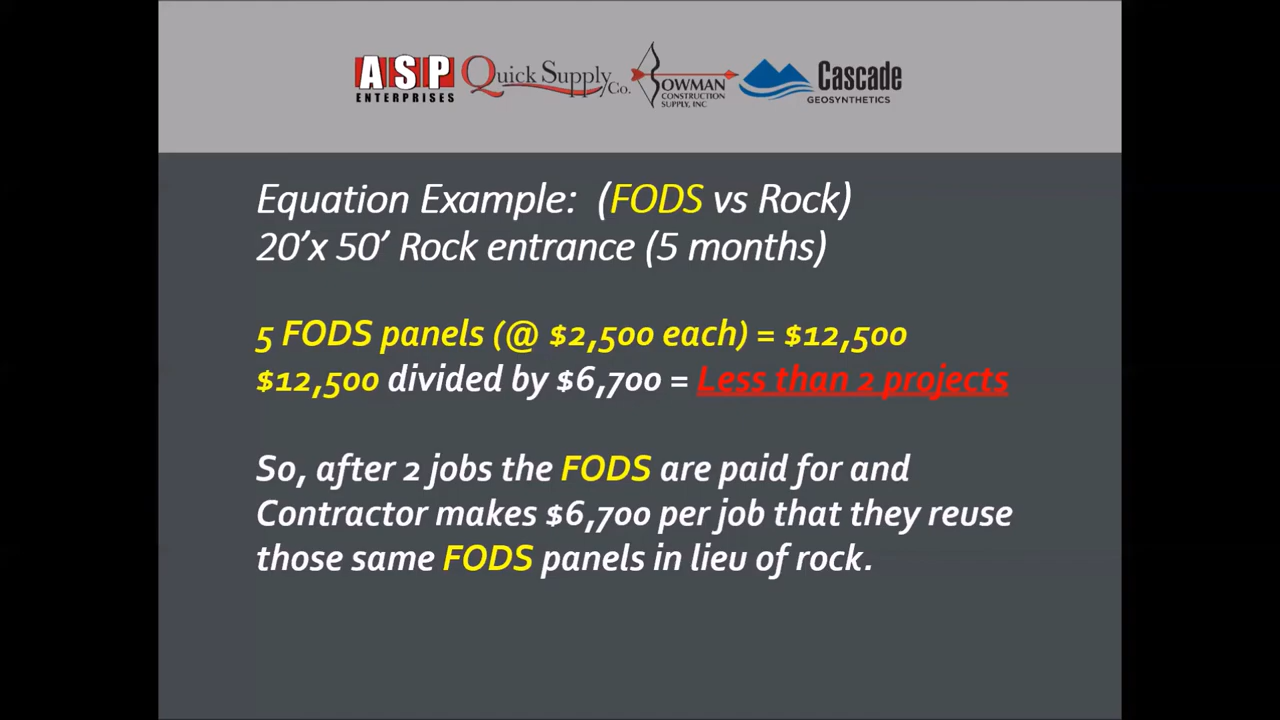 ASP
ENTERPRISES
Quick Supply Co.
BOWMAN
CONSTRUCTION
SUPPLY, INC
Cascade
GEOSYNTHETICS
Equation Example: (FODS vs Rock)
20'x 50' Rock entrance (5 months)
5 FODS panels (@ $2,500 each) = $12,500
$12,500 divided by $6,700 = Less than 2 projects
So, after 2 jobs the FODS are paid for and
Contractor makes $6,700 per job that they reuse
those same FODS panels in lieu of rock.